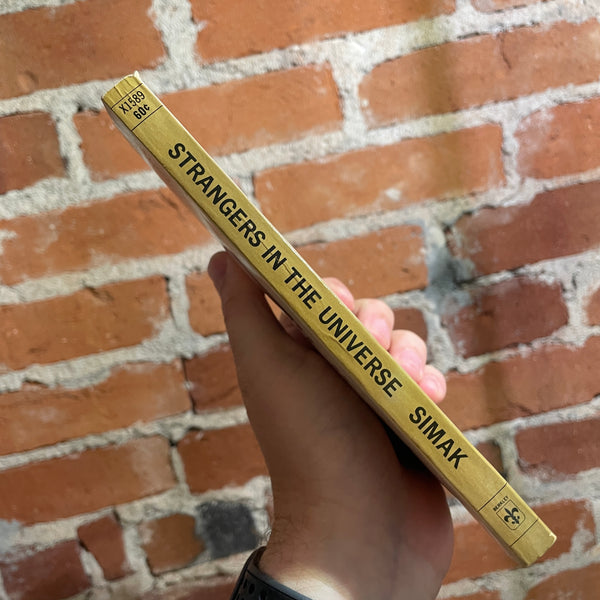 X1589
60¢
STRANGERS IN THE UNIVERSE SIMAK
BERKLEY